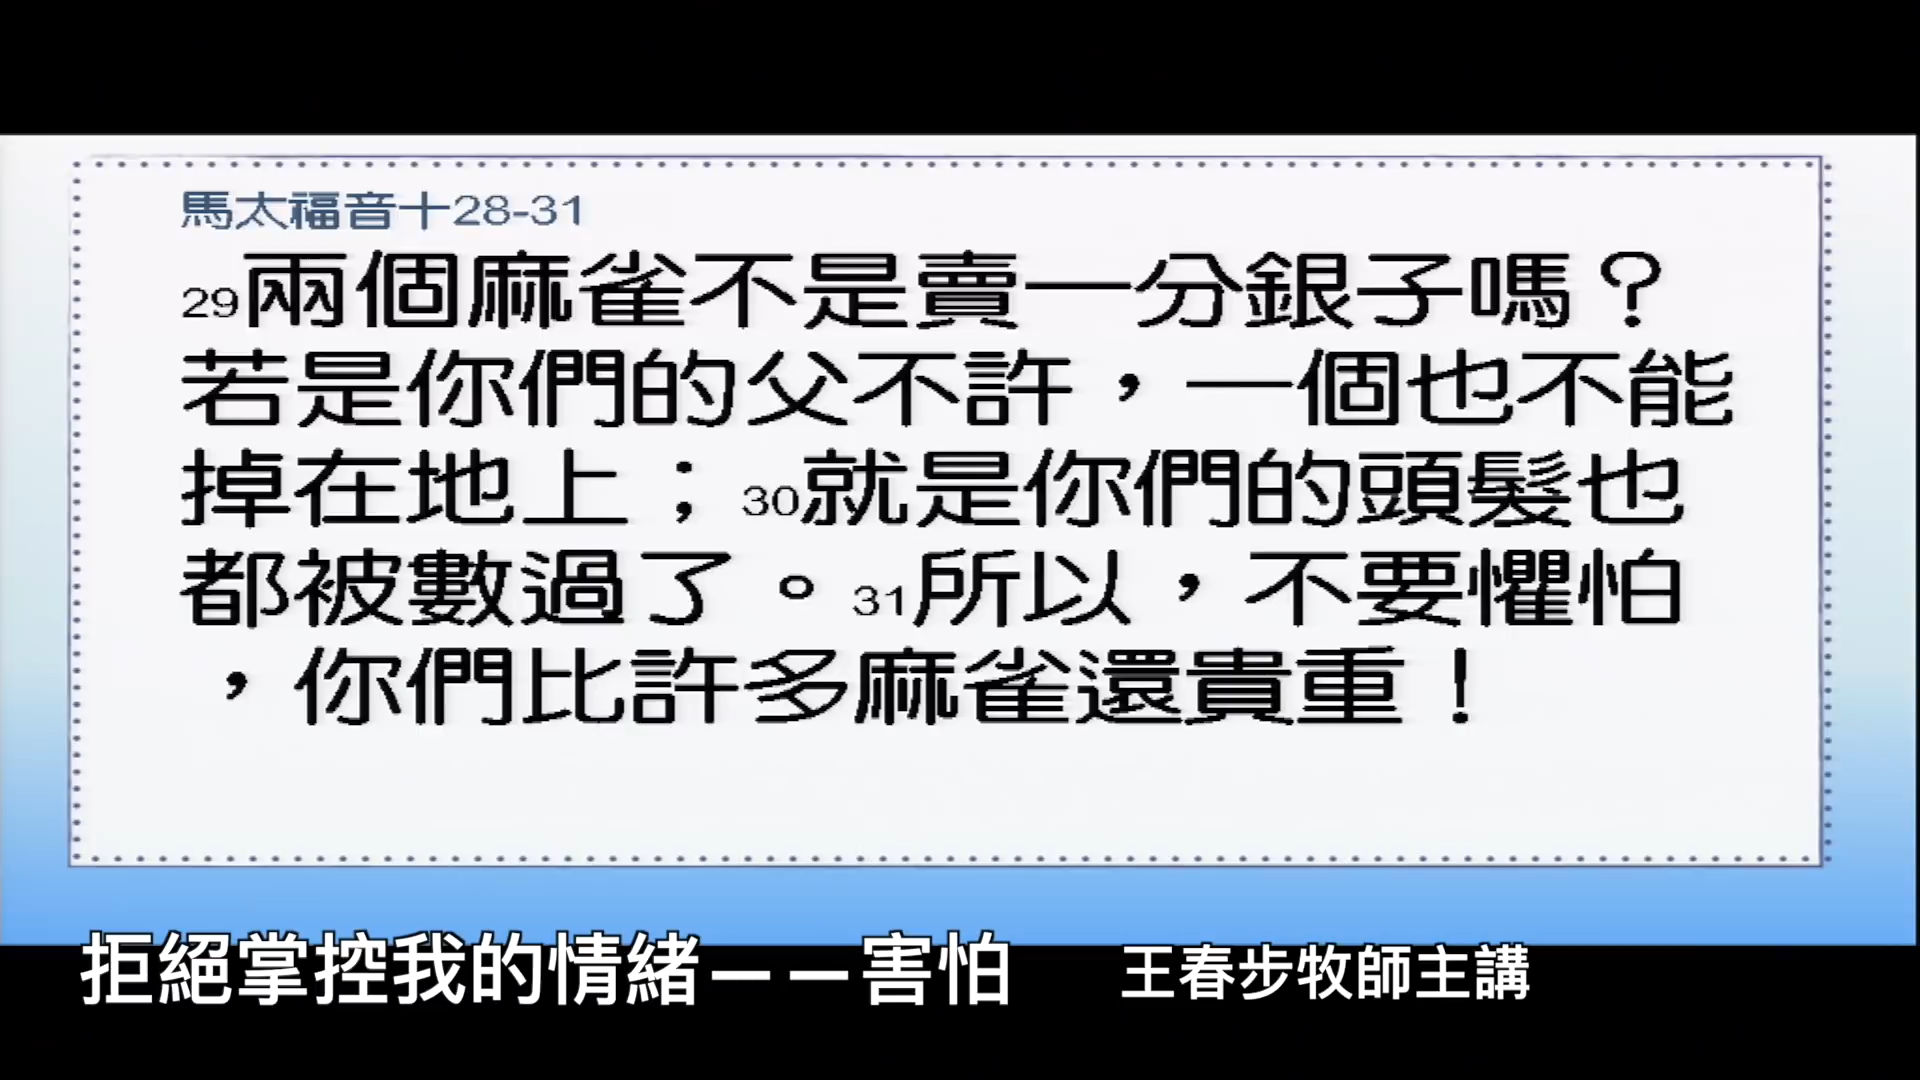 馬太福音十28-31
29兩個麻雀不是賣一分銀子嗎？
若是你們的父不許，一個也不能
掉在地上；30就是你們的頭髮也
都被數過了。31所以，不要懼怕
，你們比許多麻雀還貴重！
拒絕掌控我的情緒——害怕
王春步牧師主講